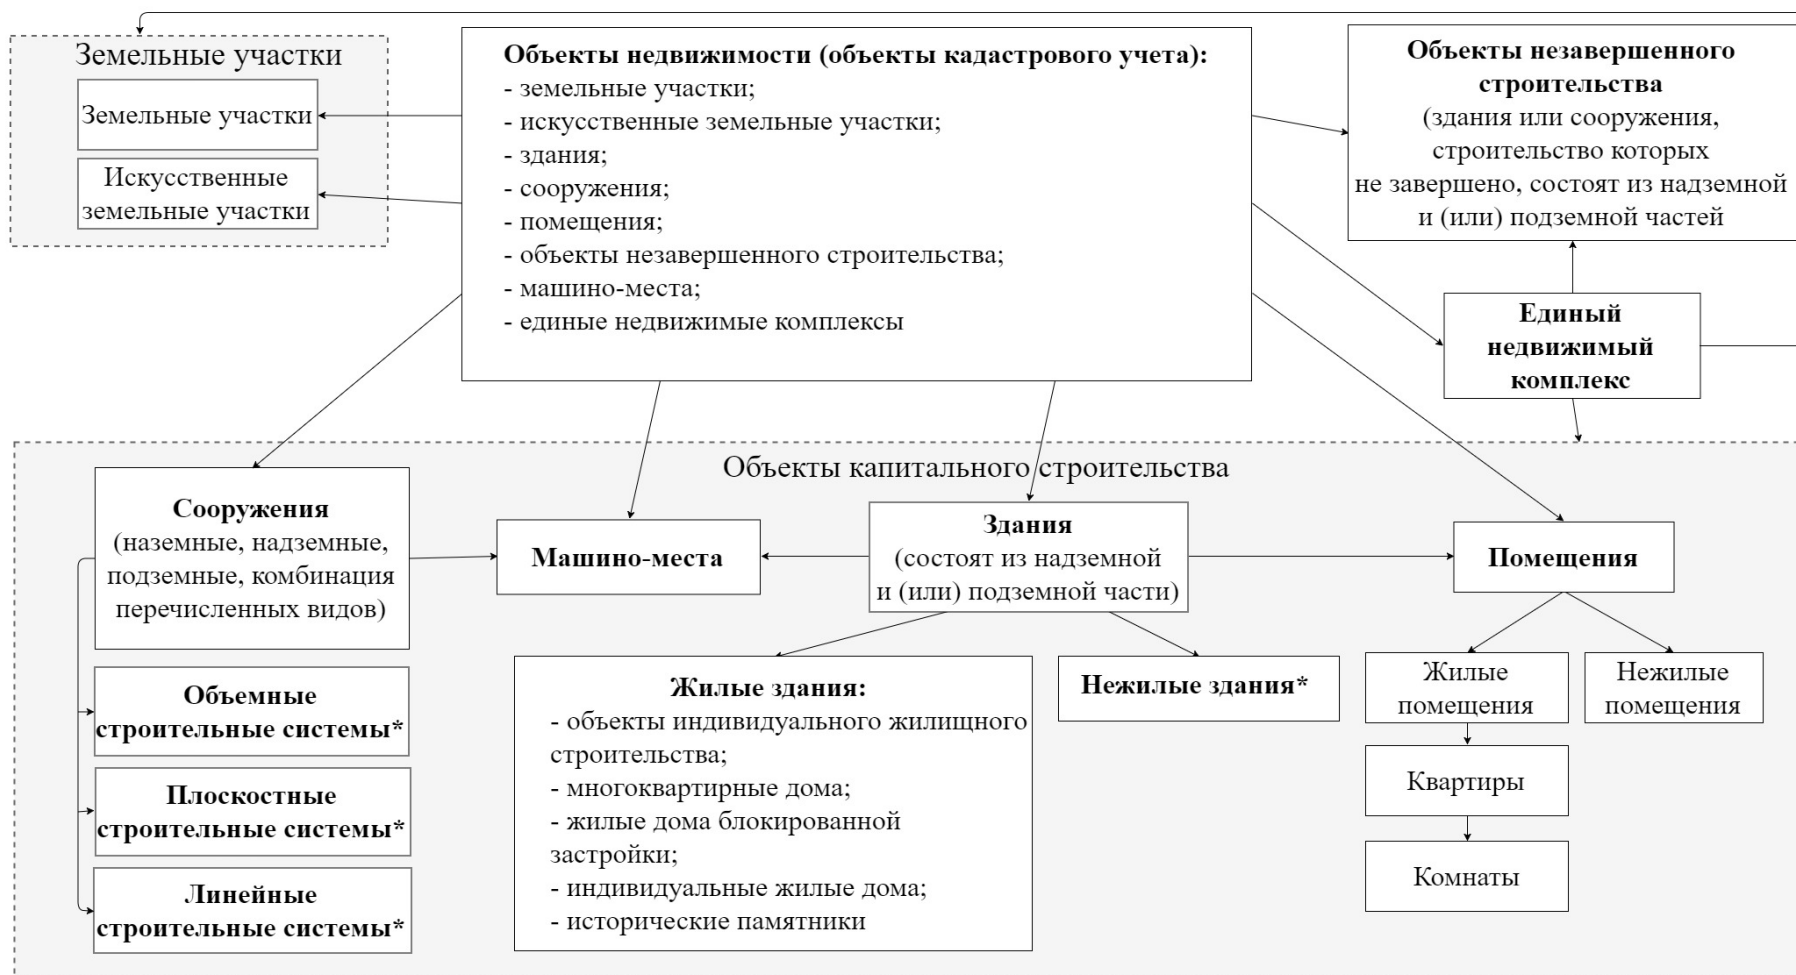 Земельные участки
Земельные участки
Искусственные
земельные участки
Объекты недвижимости (объекты кадастрового учета):
- земельные участки;
- искусственные земельные участки;
- здания;
- сооружения;
- помещения;
- объекты незавершенного строительства;
- машино-места;
- единые недвижимые комплексы
Объекты незавершенного
строительства
(здания или сооружения,
строительство которых
не завершено, состоят из надземной
и (или) подземной частей
Единый
недвижимый
комплекс
Объекты капитального строительства
Сооружения
(наземные, надземные,
подземные, комбинация
перечисленных видов)
Машино-места
Здания
(состоят из надземной
и (или) подземной части)
Помещения
Объемные
строительные системы*
Плоскостные
строительные системы*
Линейные
строительные системы*
Жилые здания:
- объекты индивидуального жилищного
строительства;
- многоквартирные дома;
- жилые дома блокированной
застройки;
- индивидуальные жилые дома;
- исторические памятники
Нежилые здания*
Жилые
помещения
Нежилые
помещения
Квартиры
Комнаты